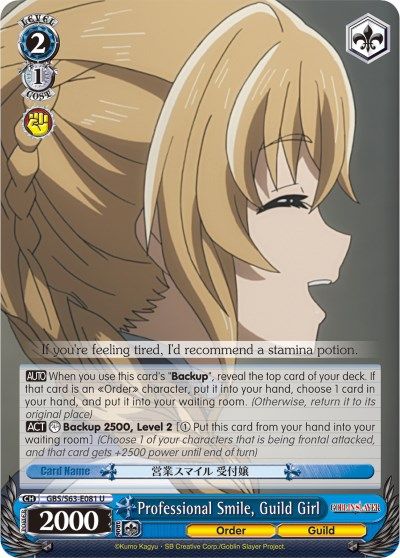 LEVEL
2
1
COST
If you're feeling tired, I'd recommend a stamina potion.
AUTO When you use this card's "Backup", reveal the top card of your deck. If
that card is an «Order» character, put it into your hand, choose 1 card in
your hand, and put it into your waiting room. (Otherwise, return it to its
original place)
ACT Backup 2500, Level 2 [① Put this card from your hand into your
waiting room] (Choose 1 of your characters that is being frontal attacked,
and that card gets +2500 power until end of turn)
Card Name 営業スマイル 受付嬢
CH GBS/S63-E081 U
Professional Smile, Guild Girl
GOBLIN SLAYER
2000
Order Guild
©Kumo Kagyu・SB Creative Corp./Goblin Slayer Project.